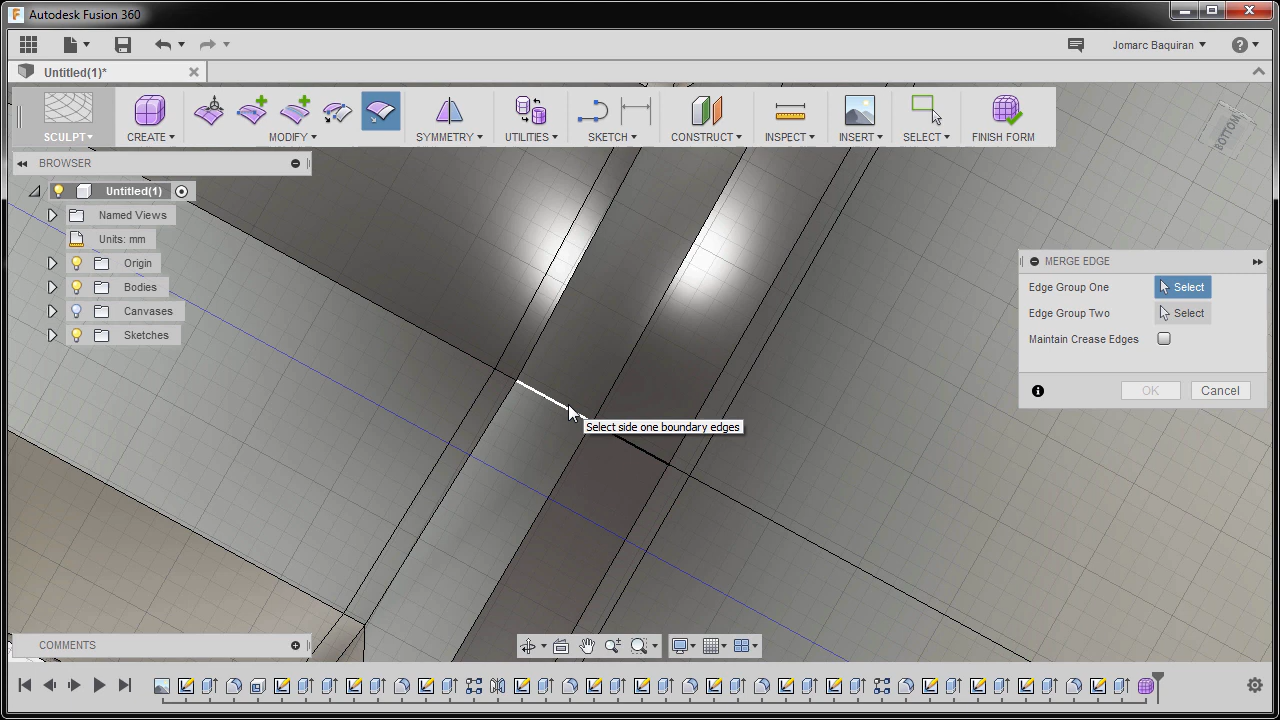 Autodesk Fusion 360
Jomarc Baquiran
Untitled(1)*
SCULPT
CREATE
MODIFY
SYMMETRY
UTILITIES
SKETCH
CONSTRUCT
INSPECT
INSERT
SELECT
FINISH FORM
BOTTOM
BROWSER
Untitled(1)
Named Views
Units: mm
Origin
Bodies
Canvases
Sketches
MERGE EDGE
Edge Group One
Select
Edge Group Two
Select
Maintain Crease Edges
OK
Cancel
Select side one boundary edges
COMMENTS